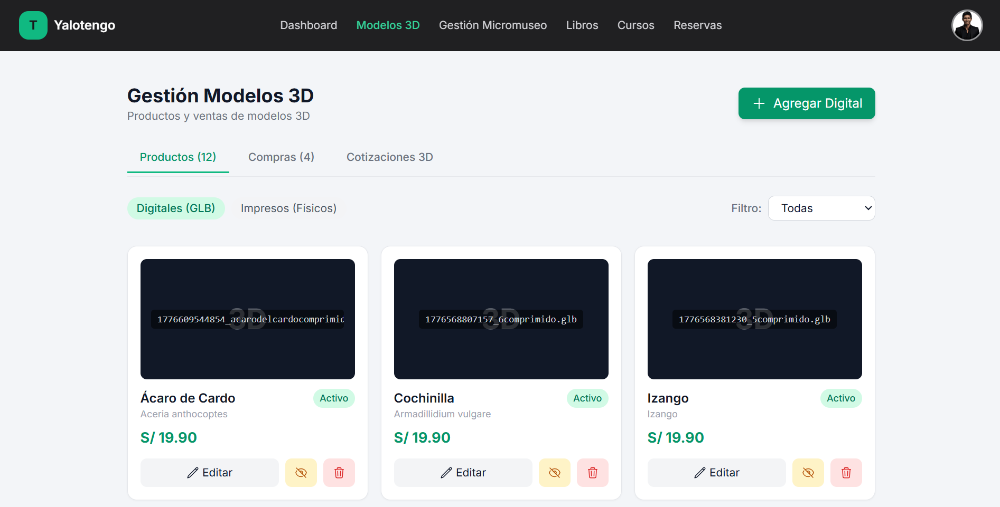 T Yalotengo
Dashboard Modelos 3D Gestión Micromuseo Libros Cursos Reservas
Gestión Modelos 3D
Productos y ventas de modelos 3D
Agregar Digital
Productos (12) Compras (4) Cotizaciones 3D
Digitales (GLB) Impresos (Físicos)
Filtro: Todas
3D
1776609544854_acarodelcardocomprimid
Ácaro de Cardo Activo
Aceria anthocoptes
S/ 19.90
Editar
3D
1776568807157_6comprimido.glb
Cochinilla Activo
Armadillidium vulgare
S/ 19.90
Editar
3D
1776568381230_5comprimido.glb
Izango Activo
Izango
S/ 19.90
Editar